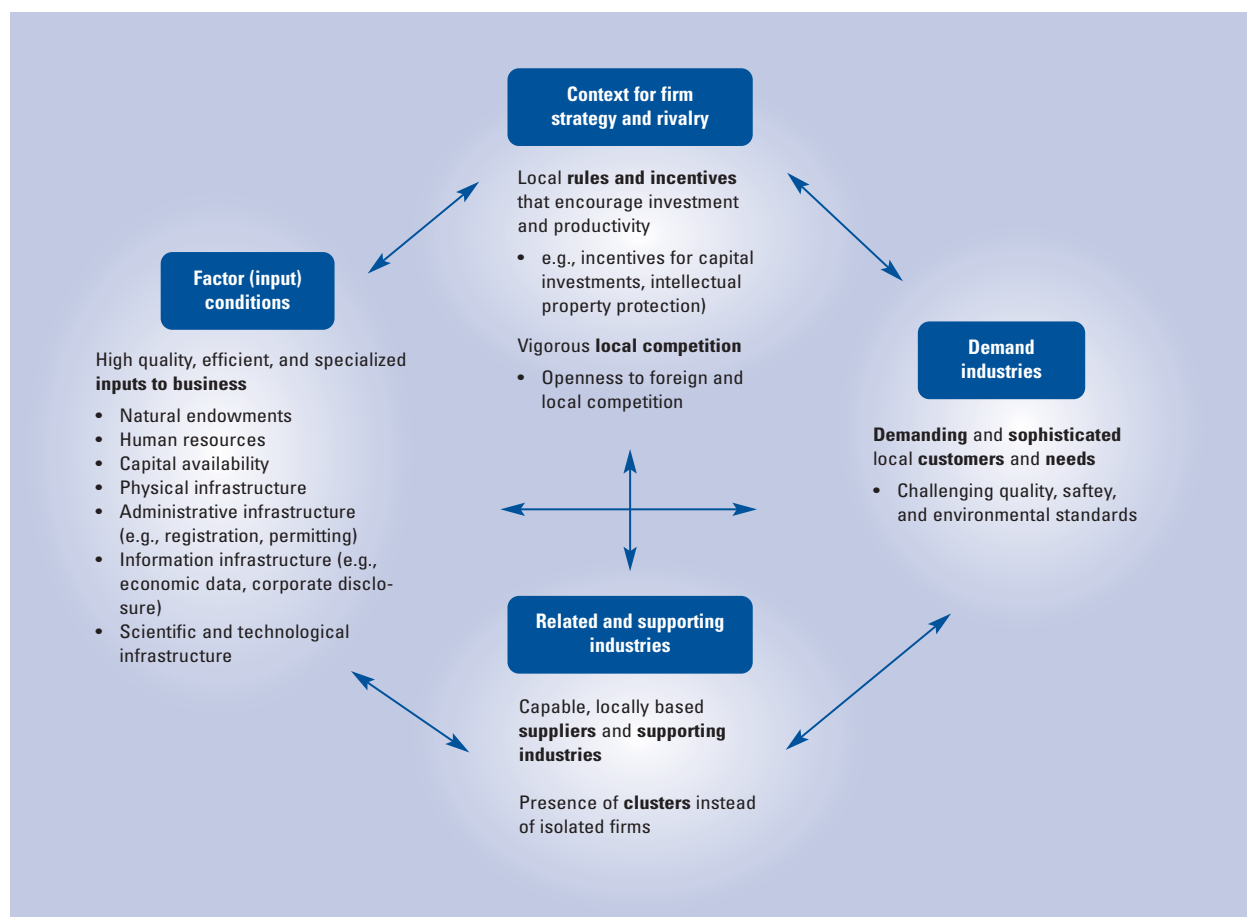 Context for firm
strategy and rivalry
Local rules and incentives
that encourage investment
and productivity
• e.g., incentives for capital
investments, intellectual
property protection)
Vigorous local competition
• Openness to foreign and
local competition
Factor (input)
conditions
High quality, efficient, and specialized
inputs to business
• Natural endowments
• Human resources
• Capital availability
• Physical infrastructure
• Administrative infrastructure
(e.g., registration, permitting)
• Information infrastructure (e.g.,
economic data, corporate disclo-
sure)
• Scientific and technological
infrastructure
Demand
industries
Demanding and sophisticated
local customers and needs
• Challenging quality, saftey,
and environmental standards
Related and supporting
industries
Capable, locally based
suppliers and supporting
industries
Presence of clusters instead
of isolated firms